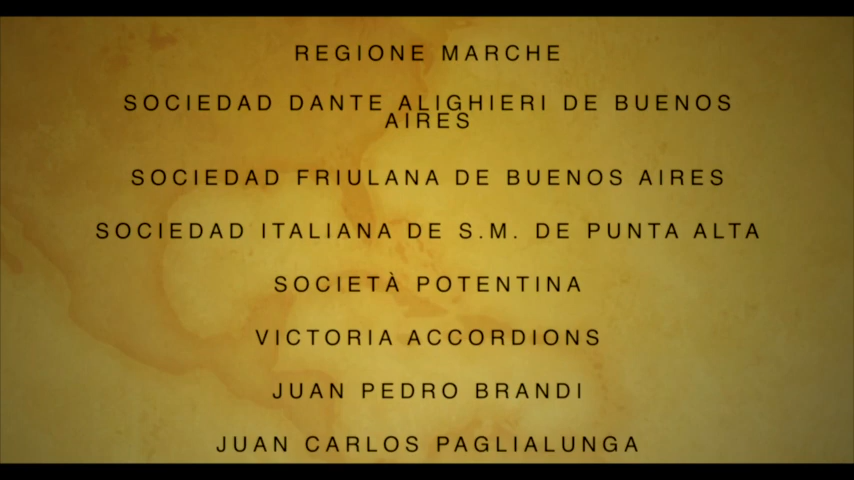 REGIONE MARCHE
SOCIEDAD DANTE ALIGHIERI DE BUENOS
AIRES
SOCIEDAD FRIULANA DE BUENOS AIRES
SOCIEDAD ITALIANA DE S.M. DE PUNTA ALTA
SOCIETÀ POTENTINA
VICTORIA ACCORDIONS
JUAN PEDRO BRANDI
JUAN CARLOS PAGLIALUNGA